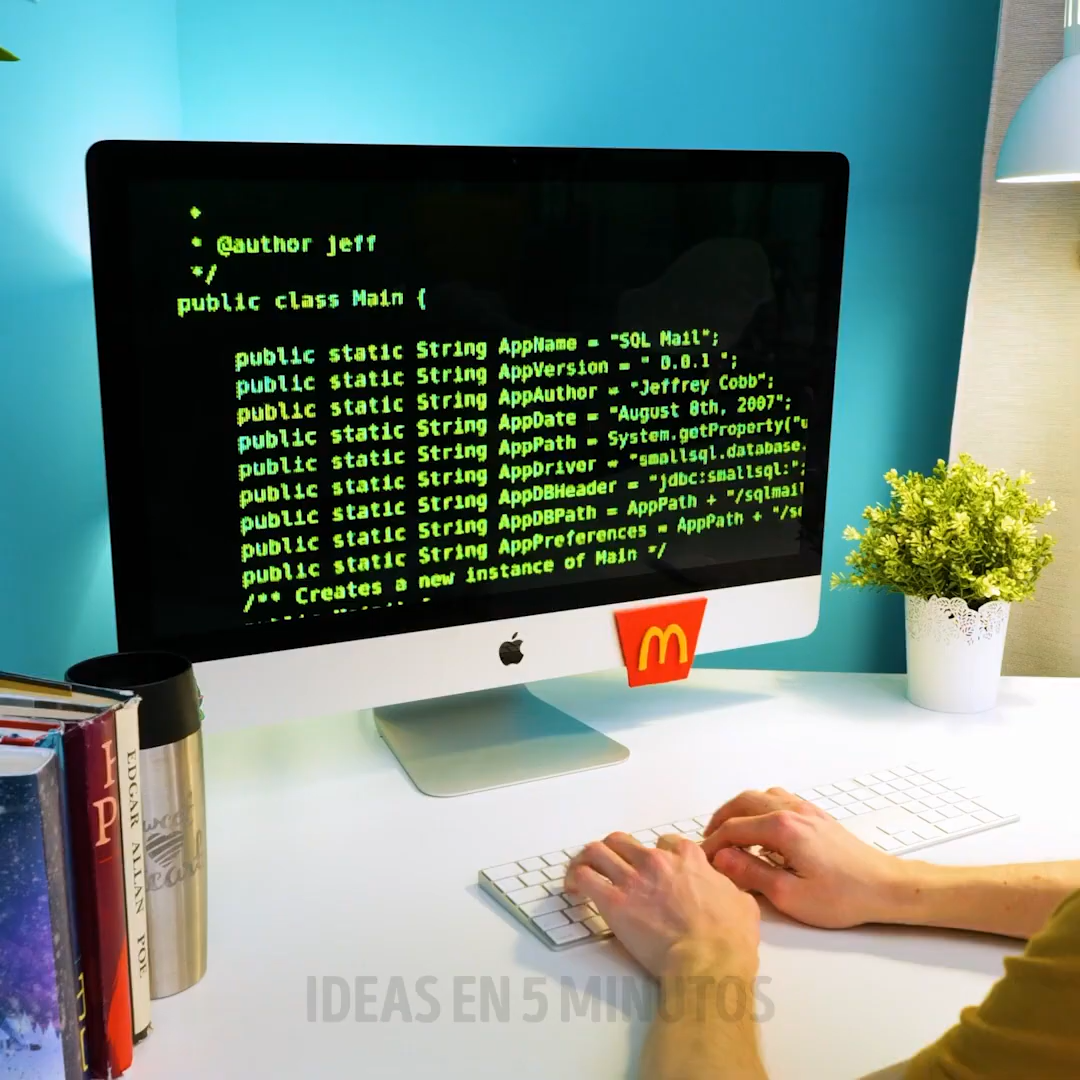 *
* @author jeff
*/
public class Main {
public static String AppName = "SQL Mail";
public static String AppVersion = " 0.0.1 ";
public static String AppAuthor = "Jeffrey Cobb";
public static String AppDate = "August 8th, 2007";
public static String AppPath = System.getProperty("u
public static String AppDriver = "smallsql.database.
public static String AppDBHeader = "jdbc:smallsql:";
public static String AppDBPath = AppPath + "/sqlmail
public static String AppPreferences = AppPath + "/s
/** Creates a new instance of Main */
M
EDGAR ALLAN POE
IDEAS EN 5 MINUTOS